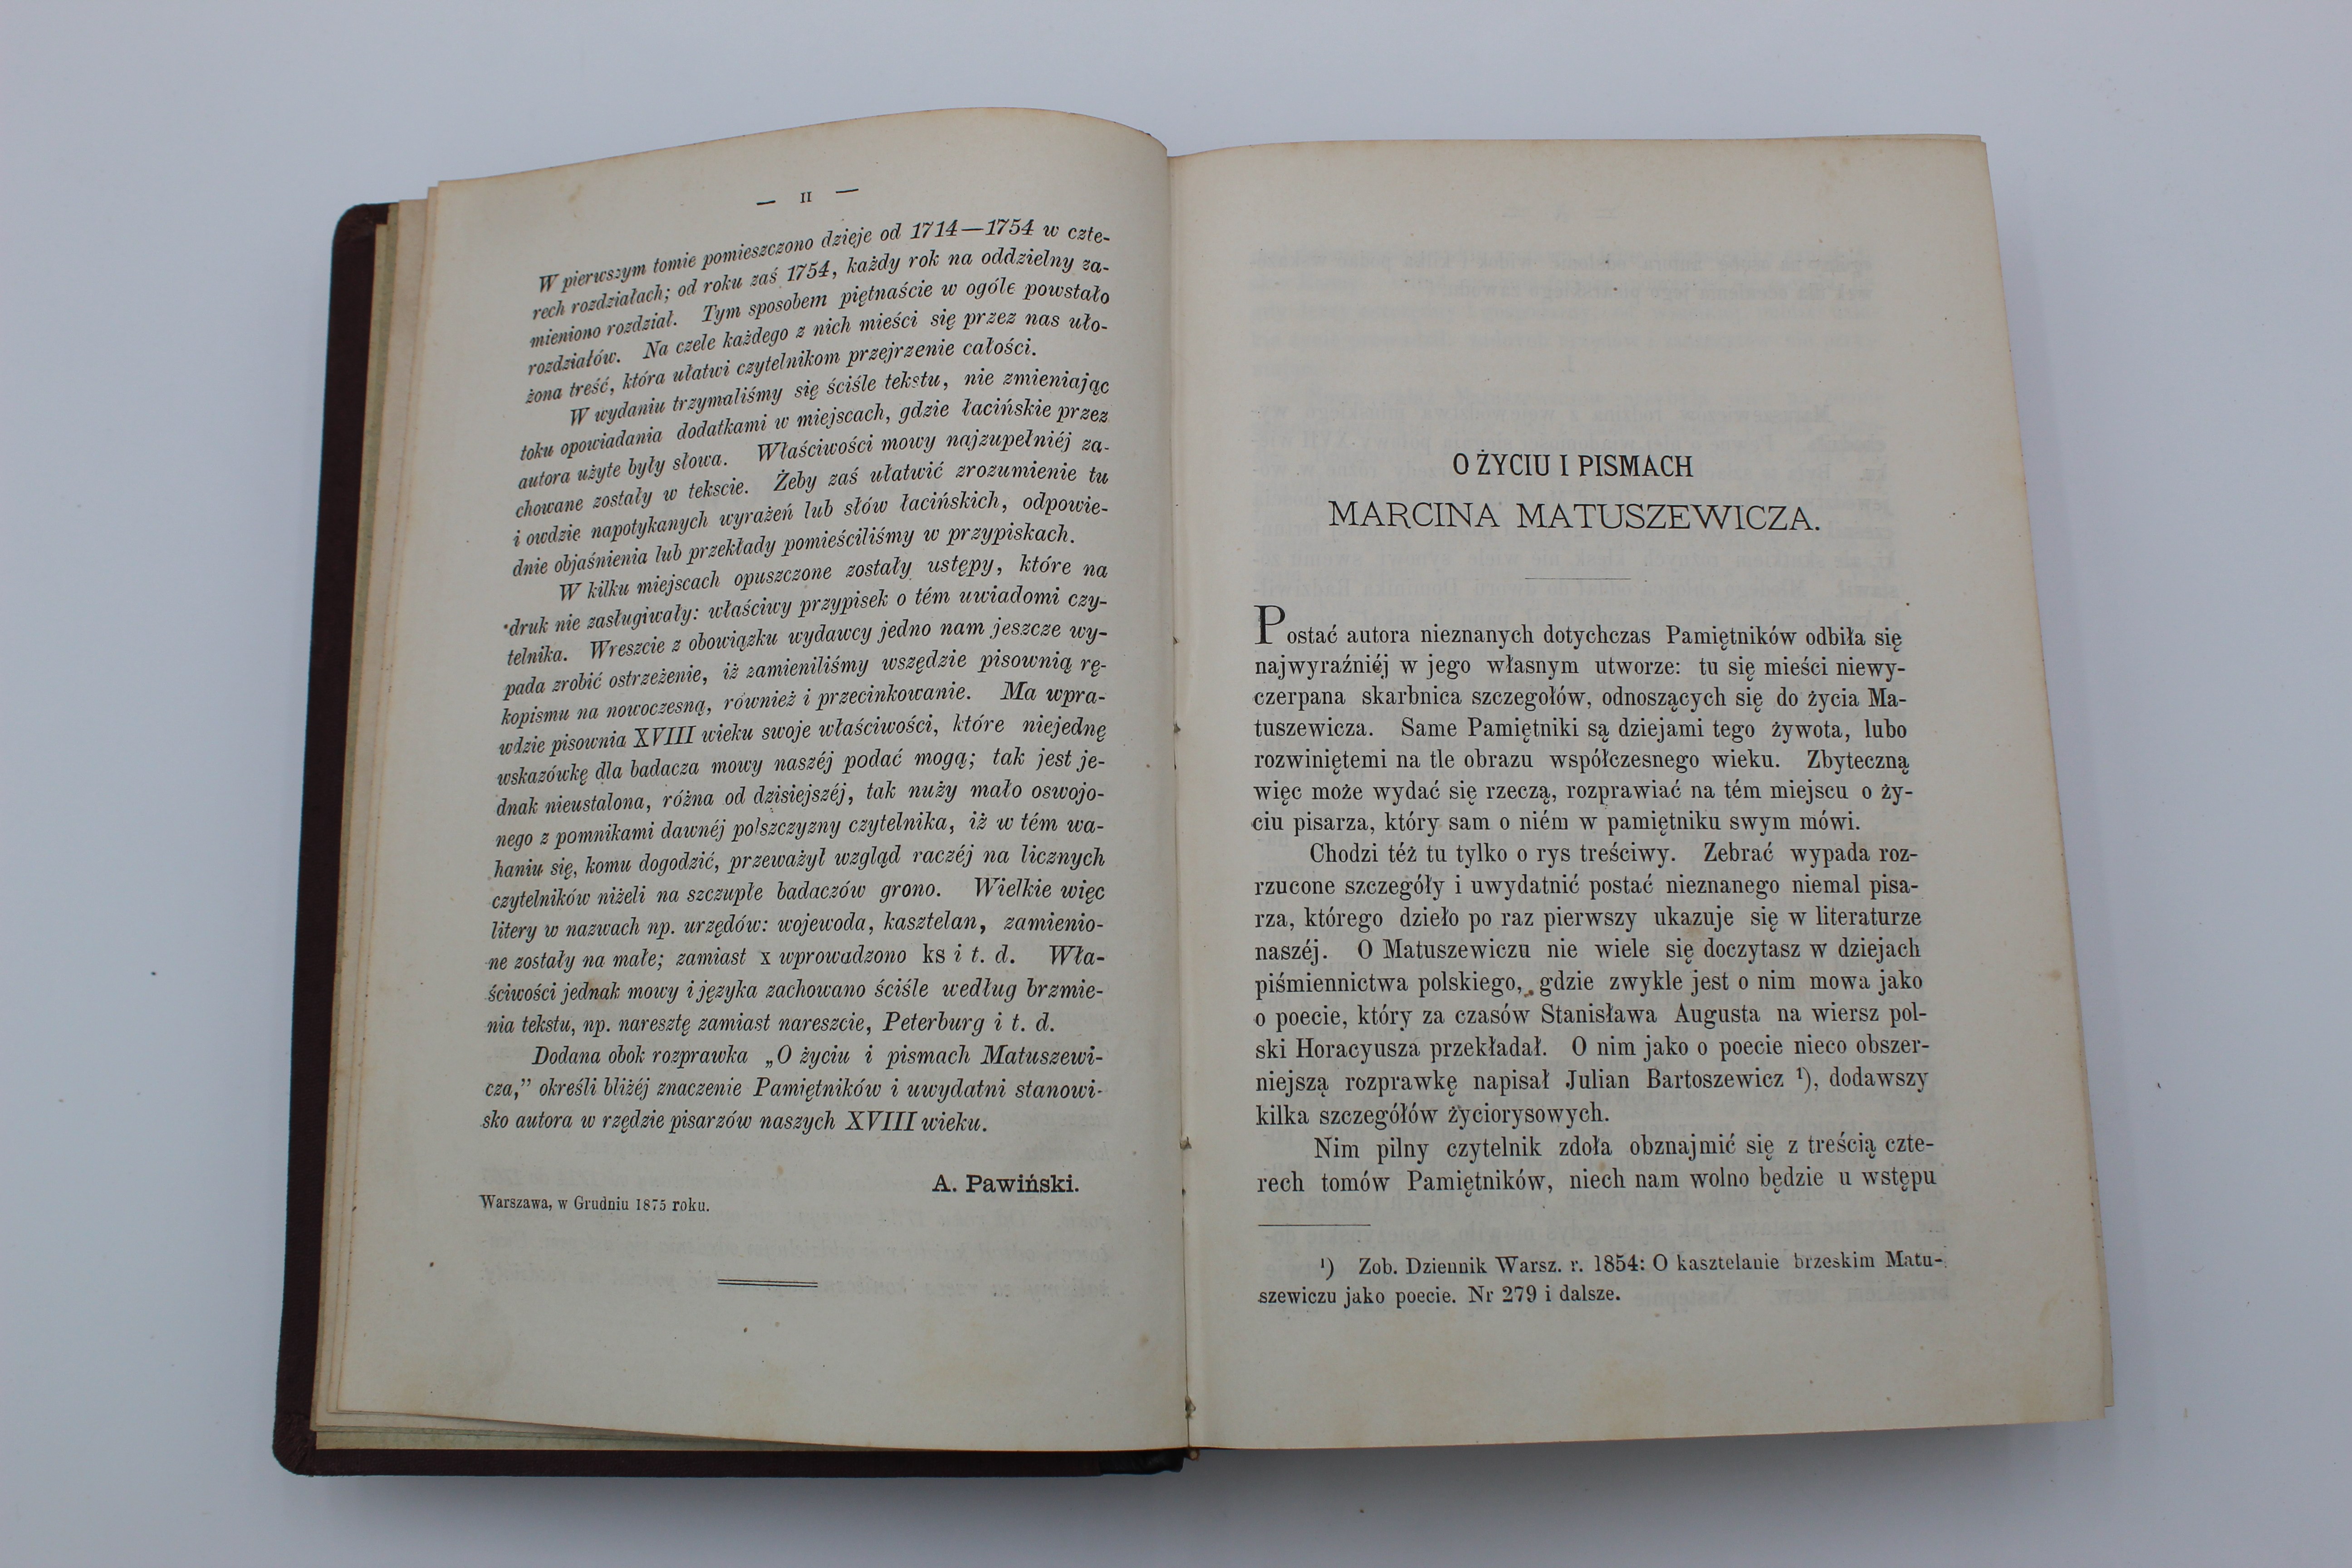 — II —
W pierwszym tomie pomieszczono dzieje od 1714—1754 w czte-
rech rozdziałach; od roku zaś 1754, każdy rok na oddzielny za-
mieniono rozdział. Tym sposobem piętnaście w ogóle powstało
rozdziałów. Na czele każdego z nich mieści się przez nas uło-
żona treść, która ułatwi czytelnikom przejrzenie całości.
W wydaniu trzymaliśmy się ściśle tekstu, nie zmieniając
toku opowiadania dodatkami w miejscach, gdzie łacińskie przez
autora użyte były słowa. Właściwości mowy najzupełniéj za-
chowane zostały w tekscie. Żeby zaś ułatwić zrozumienie tu
i owdzie napotykanych wyrażeń lub słów łacińskich, odpowie-
dnie objaśnienia lub przekłady pomieściliśmy w przypiskach.
W kilku miejscach opuszczone zostały ustępy, które na
druk nie zasługiwały: właściwy przypisek o tém uwiadomi czy-
telnika. Wreszcie z obowiązku wydawcy jedno nam jeszcze wy-
pada zrobić ostrzeżenie, iż zamieniliśmy wszędzie pisownią rę-
kopismu na nowoczesną, również i przecinkowanie. Ma wpra-
wdzie pisownia XVIII wieku swoje właściwości, które niejednę
wskazówkę dla badacza mowy naszéj podać mogą; tak jest je-
dnak nieustalona, różna od dzisiejszéj, tak nuży mało oswojo-
nego z pomnikami dawnéj polszczyzny czytelnika, iż w tém wa-
haniu się, komu dogodzić, przeważył wzgląd raczéj na licznych
czytelników niżeli na szczupłe badaczów grono. Wielkie więc
litery w nazwach np. urzędów: wojewoda, kasztelan, zamienio-
ne zostały na małe; zamiast x wprowadzono ks i t. d. Wła-
ściwości jednak mowy i języka zachowano ściśle według brzmie-
nia tekstu, np. naresztę zamiast nareszcie, Peterburg i t. d.
Dodana obok rozprawka „O życiu i pismach Matuszewi-
cza,” określi bliżéj znaczenie Pamiętników i uwydatni stanowi-
sko autora w rzędzie pisarzów naszych XVIII wieku.
A. Pawiński.
Warszawa, w Grudniu 1875 roku.
O ŻYCIU I PISMACH
MARCINA MATUSZEWICZA.
Postać autora nieznanych dotychczas Pamiętników odbiła się
najwyraźniéj w jego własnym utworze: tu się mieści niewy-
czerpana skarbnica szczegołów, odnoszących się do życia Ma-
tuszewicza. Same Pamiętniki są dziejami tego żywota, lubo
rozwiniętemi na tle obrazu współczesnego wieku. Zbyteczną
więc może wydać się rzeczą, rozprawiać na tém miejscu o ży-
ciu pisarza, który sam o niém w pamiętniku swym mówi.
Chodzi téż tu tylko o rys treściwy. Zebrać wypada roz-
rzucone szczegóły i uwydatnić postać nieznanego niemal pisa-
rza, którego dzieło po raz pierwszy ukazuje się w literaturze
naszéj. O Matuszewiczu nie wiele się doczytasz w dziejach
piśmiennictwa polskiego, gdzie zwykle jest o nim mowa jako
o poecie, który za czasów Stanisława Augusta na wiersz pol-
ski Horacyusza przekładał. O nim jako o poecie nieco obszer-
niejszą rozprawkę napisał Julian Bartoszewicz ¹), dodawszy
kilka szczegółów życiorysowych.
Nim pilny czytelnik zdoła obznajmić się z treścią czte-
rech tomów Pamiętników, niech nam wolno będzie u wstępu
¹) Zob. Dziennik Warsz. r. 1854: O kasztelanie brzeskim Matu-
szewiczu jako poecie. Nr 279 i dalsze.